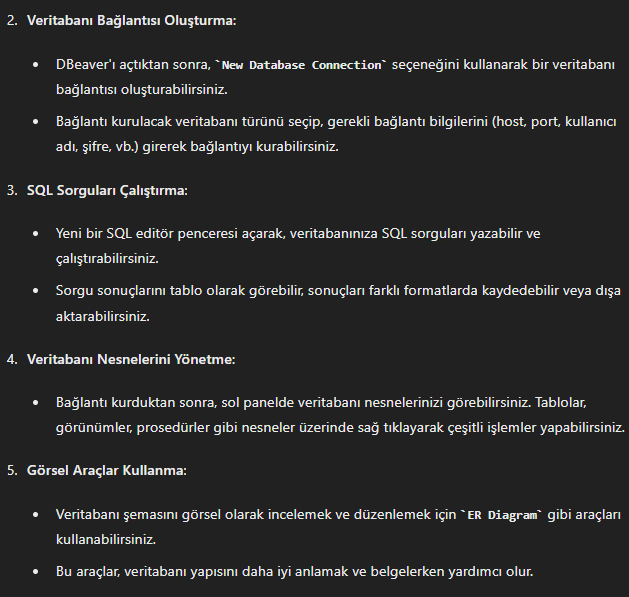 2. Veritabanı Bağlantısı Oluşturma:
• DBeaver'ı açtıktan sonra, `New Database Connection` seçeneğini kullanarak bir veritabanı
bağlantısı oluşturabilirsiniz.
• Bağlantı kurulacak veritabanı türünü seçip, gerekli bağlantı bilgilerini (host, port, kullanıcı
adı, şifre, vb.) girerek bağlantıyı kurabilirsiniz.
3. SQL Sorguları Çalıştırma:
• Yeni bir SQL editör penceresi açarak, veritabanınıza SQL sorguları yazabilir ve
çalıştırabilirsiniz.
• Sorgu sonuçlarını tablo olarak görebilir, sonuçları farklı formatlarda kaydedebilir veya dışa
aktarabilirsiniz.
4. Veritabanı Nesnelerini Yönetme:
• Bağlantı kurduktan sonra, sol panelde veritabanı nesnelerinizi görebilirsiniz. Tablolar,
görünümler, prosedürler gibi nesneler üzerinde sağ tıklayarak çeşitli işlemler yapabilirsiniz.
5. Görsel Araçlar Kullanma:
• Veritabanı şemasını görsel olarak incelemek ve düzenlemek için `ER Diagram` gibi araçları
kullanabilirsiniz.
• Bu araçlar, veritabanı yapısını daha iyi anlamak ve belgelerken yardımcı olur.